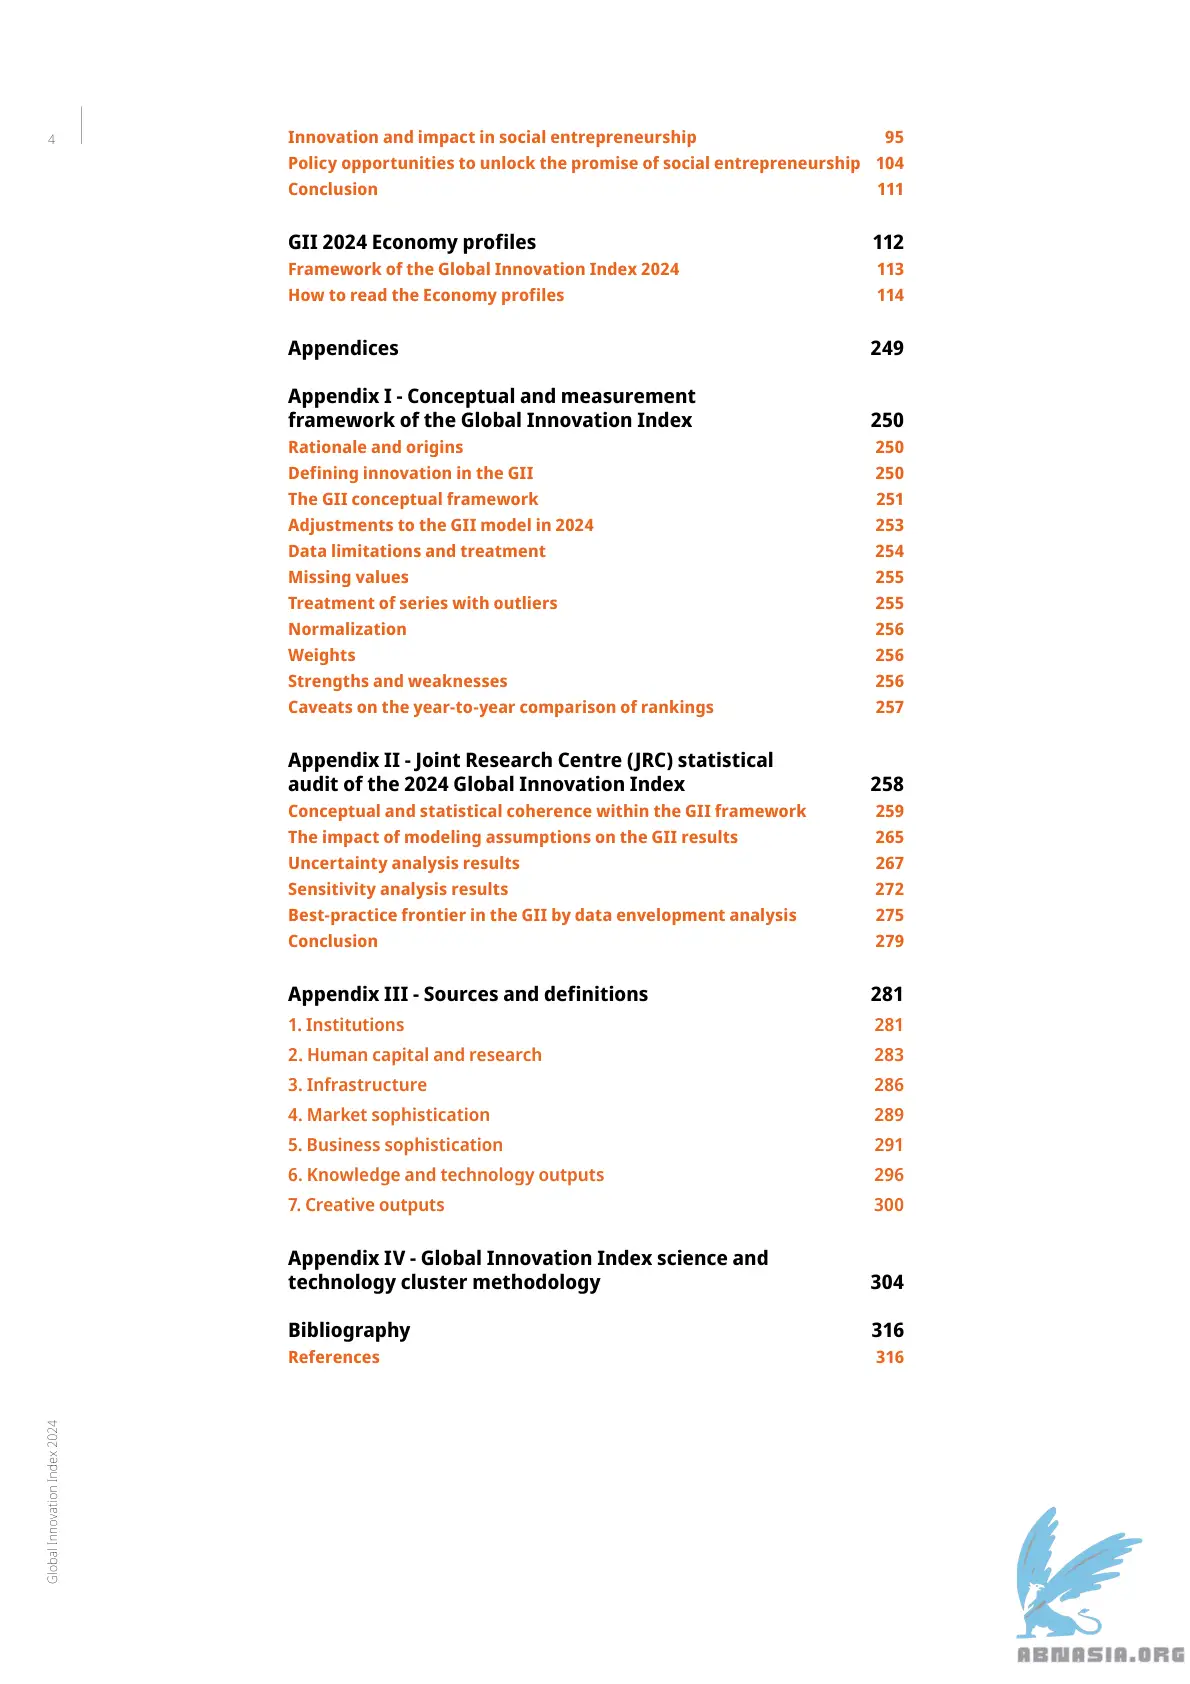 4
Innovation and impact in social entrepreneurship 95
Policy opportunities to unlock the promise of social entrepreneurship 104
Conclusion 111
GII 2024 Economy profiles 112
Framework of the Global Innovation Index 2024 113
How to read the Economy profiles 114
Appendices 249
Appendix I - Conceptual and measurement
framework of the Global Innovation Index 250
Rationale and origins 250
Defining innovation in the GII 250
The GII conceptual framework 251
Adjustments to the GII model in 2024 253
Data limitations and treatment 254
Missing values 255
Treatment of series with outliers 255
Normalization 256
Weights 256
Strengths and weaknesses 256
Caveats on the year-to-year comparison of rankings 257
Appendix II - Joint Research Centre (JRC) statistical
audit of the 2024 Global Innovation Index 258
Conceptual and statistical coherence within the GII framework 259
The impact of modeling assumptions on the GII results 265
Uncertainty analysis results 267
Sensitivity analysis results 272
Best-practice frontier in the GII by data envelopment analysis 275
Conclusion 279
Appendix III - Sources and definitions 281
1. Institutions 281
2. Human capital and research 283
3. Infrastructure 286
4. Market sophistication 289
5. Business sophistication 291
6. Knowledge and technology outputs 296
7. Creative outputs 300
Appendix IV - Global Innovation Index science and
technology cluster methodology 304
Bibliography 316
References 316
Global Innovation Index 2024
ABNASIA.ORG